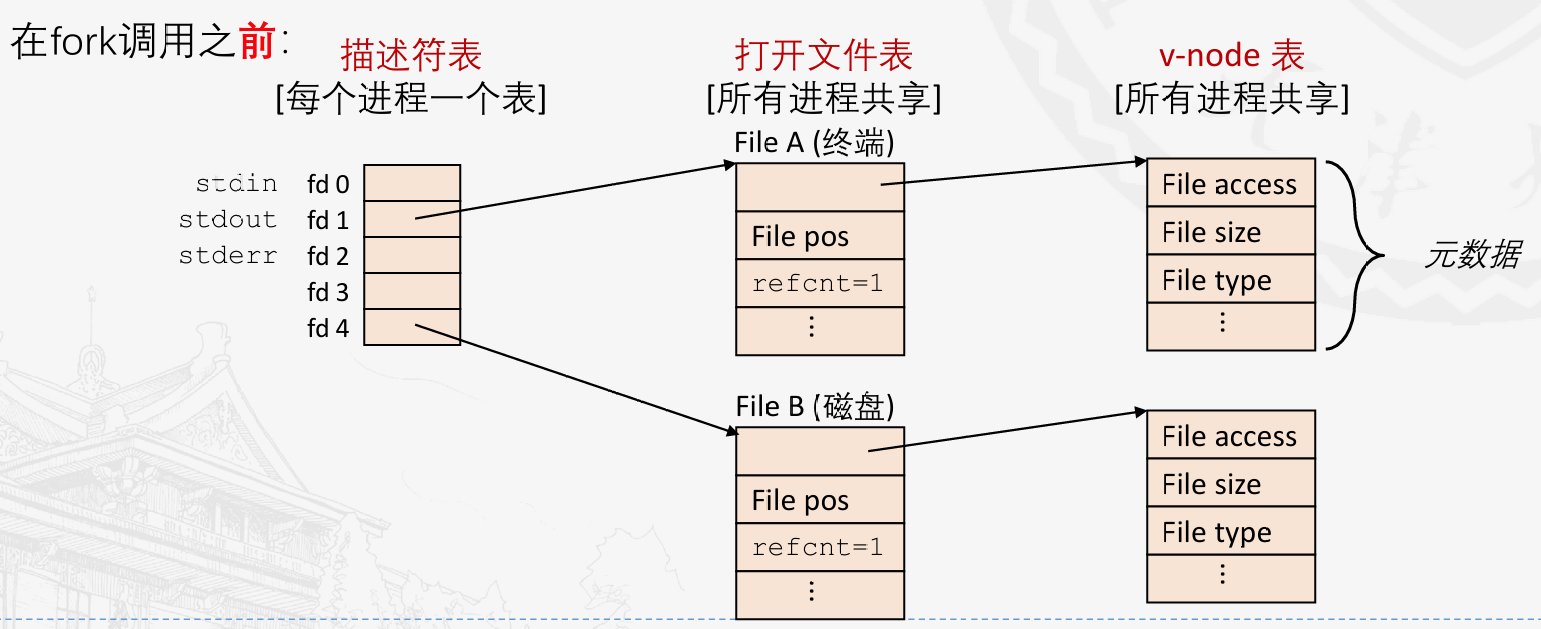 在fork调用之前：
描述符表
[每个进程一个表]
打开文件表
[所有进程共享]
v-node 表
[所有进程共享]
stdin fd 0
stdout fd 1
stderr fd 2
fd 3
fd 4
File A (终端)
File pos
refcnt=1
⋮
File access
File size
File type
⋮
元数据
File B (磁盘)
File pos
refcnt=1
⋮
File access
File size
File type
⋮